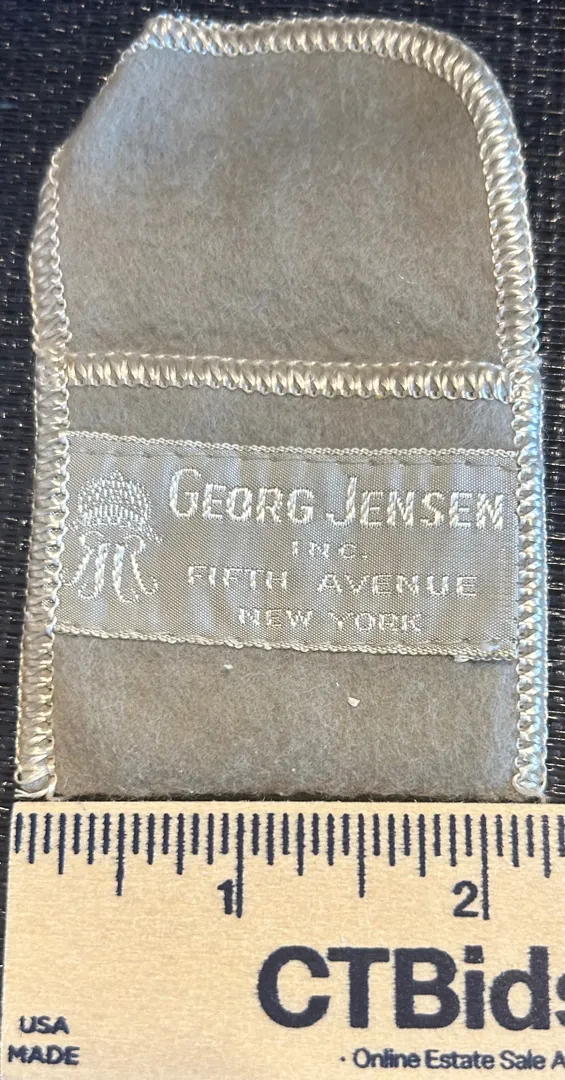 GEORG JENSEN
INC.
FIFTH AVENUE
NEW YORK
1 2
CTBids
USA
MADE
· Online Estate Sale